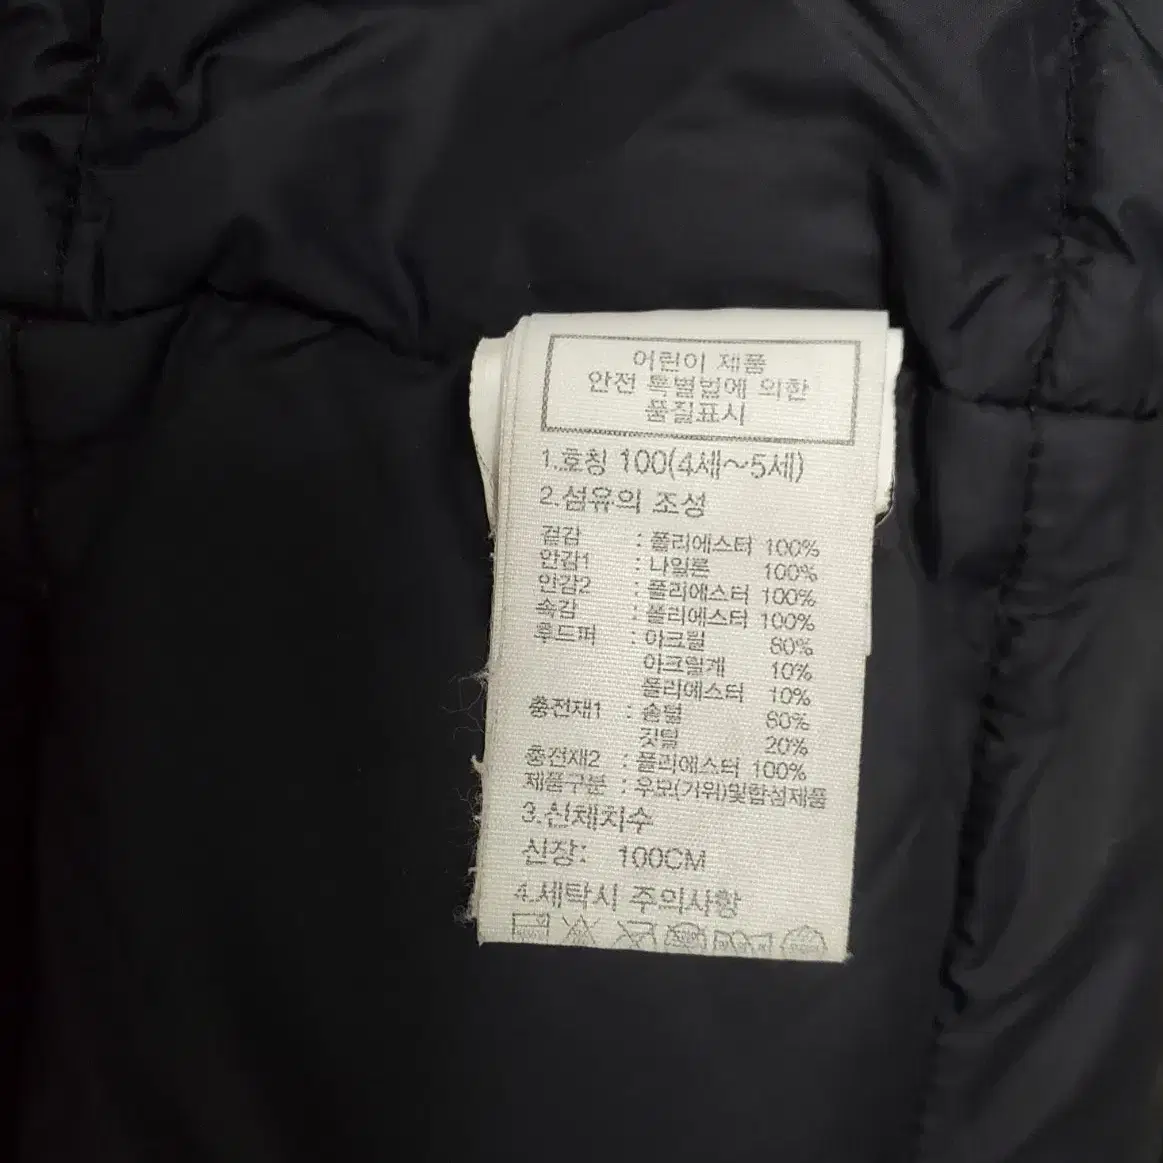 어린이 제품
안전 특별법에 의한
품질표시
1.호칭 100(4세~5세)
2.섬유의 조성
겉감 : 폴리에스터 100%
안감1 : 나일론 100%
안감2 : 폴리에스터 100%
속감 : 폴리에스터 100%
후드퍼 : 아크릴 80%
아크릴계 10%
폴리에스터 10%
충전재1 : 솜털 80%
깃털 20%
충전재2 : 폴리에스터 100%
제품구분 : 우모(거위)및합성제품
3.신체치수
신장: 100CM
4.세탁시 주의사항